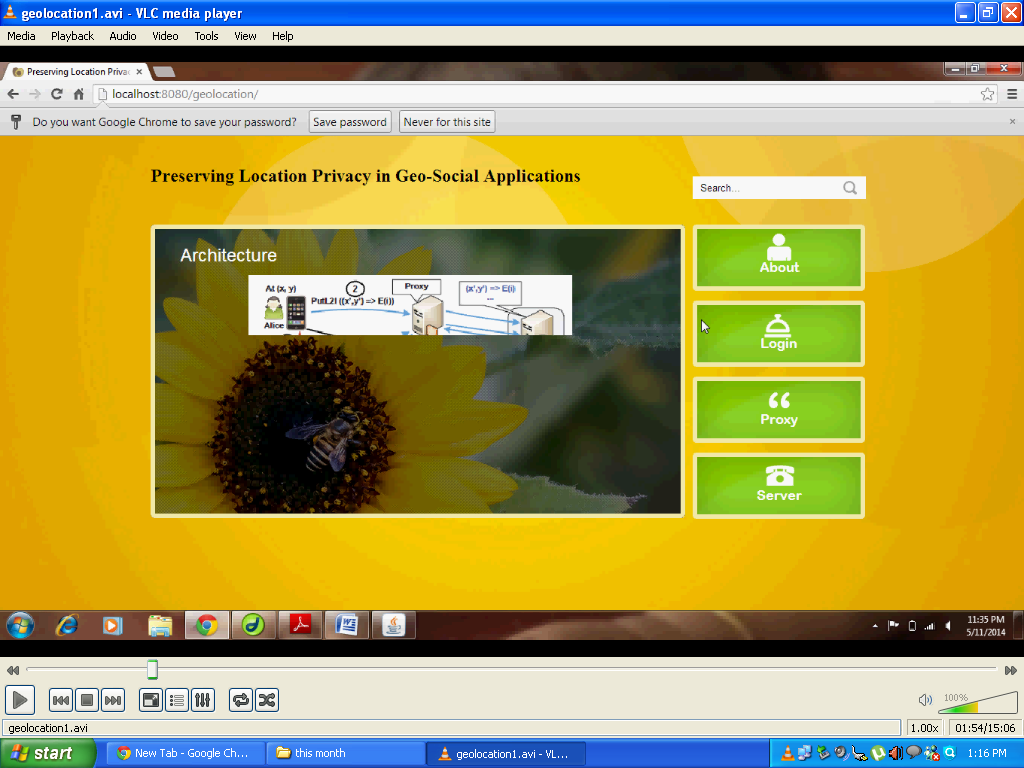 geolocation1.avi - VLC media player
Media Playback Audio Video Tools View Help
Preserving Location Priva
localhost:8080/geolocation/
Do you want Google Chrome to save your password? Save password Never for this site
Preserving Location Privacy in Geo-Social Applications
Search...
Architecture
At (x, y)
2
Proxy
(x',y') => E(i)
...
PutL2I ((x',y') => E(i))
Alice
About
Login
Proxy
Server
11:35 PM
5/11/2014
100%
geolocation1.avi 1.00x 01:54/15:06
start New Tab - Google Ch... this month geolocation1.avi - VL... 1:16 PM